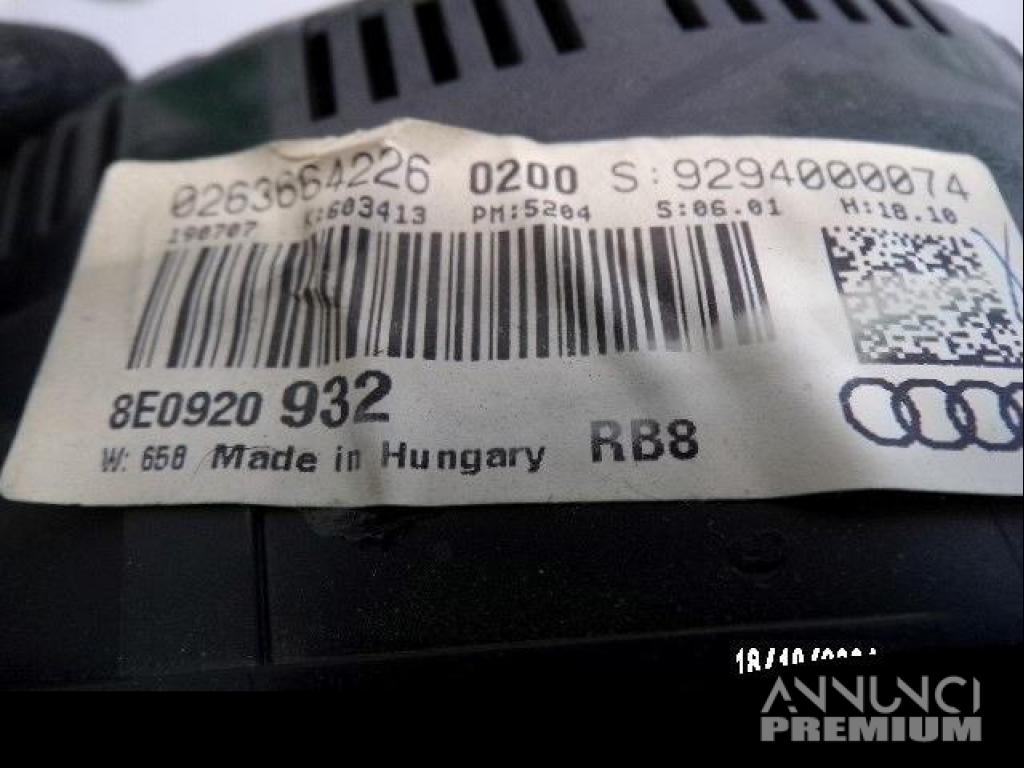 0263664226 0200 S:9294000074
190707 K:603413 PM:5204 S:06.01 H:18.10
8E0920 932
W: 658 Made in Hungary RB8
ANNUNCI
PREMIUM